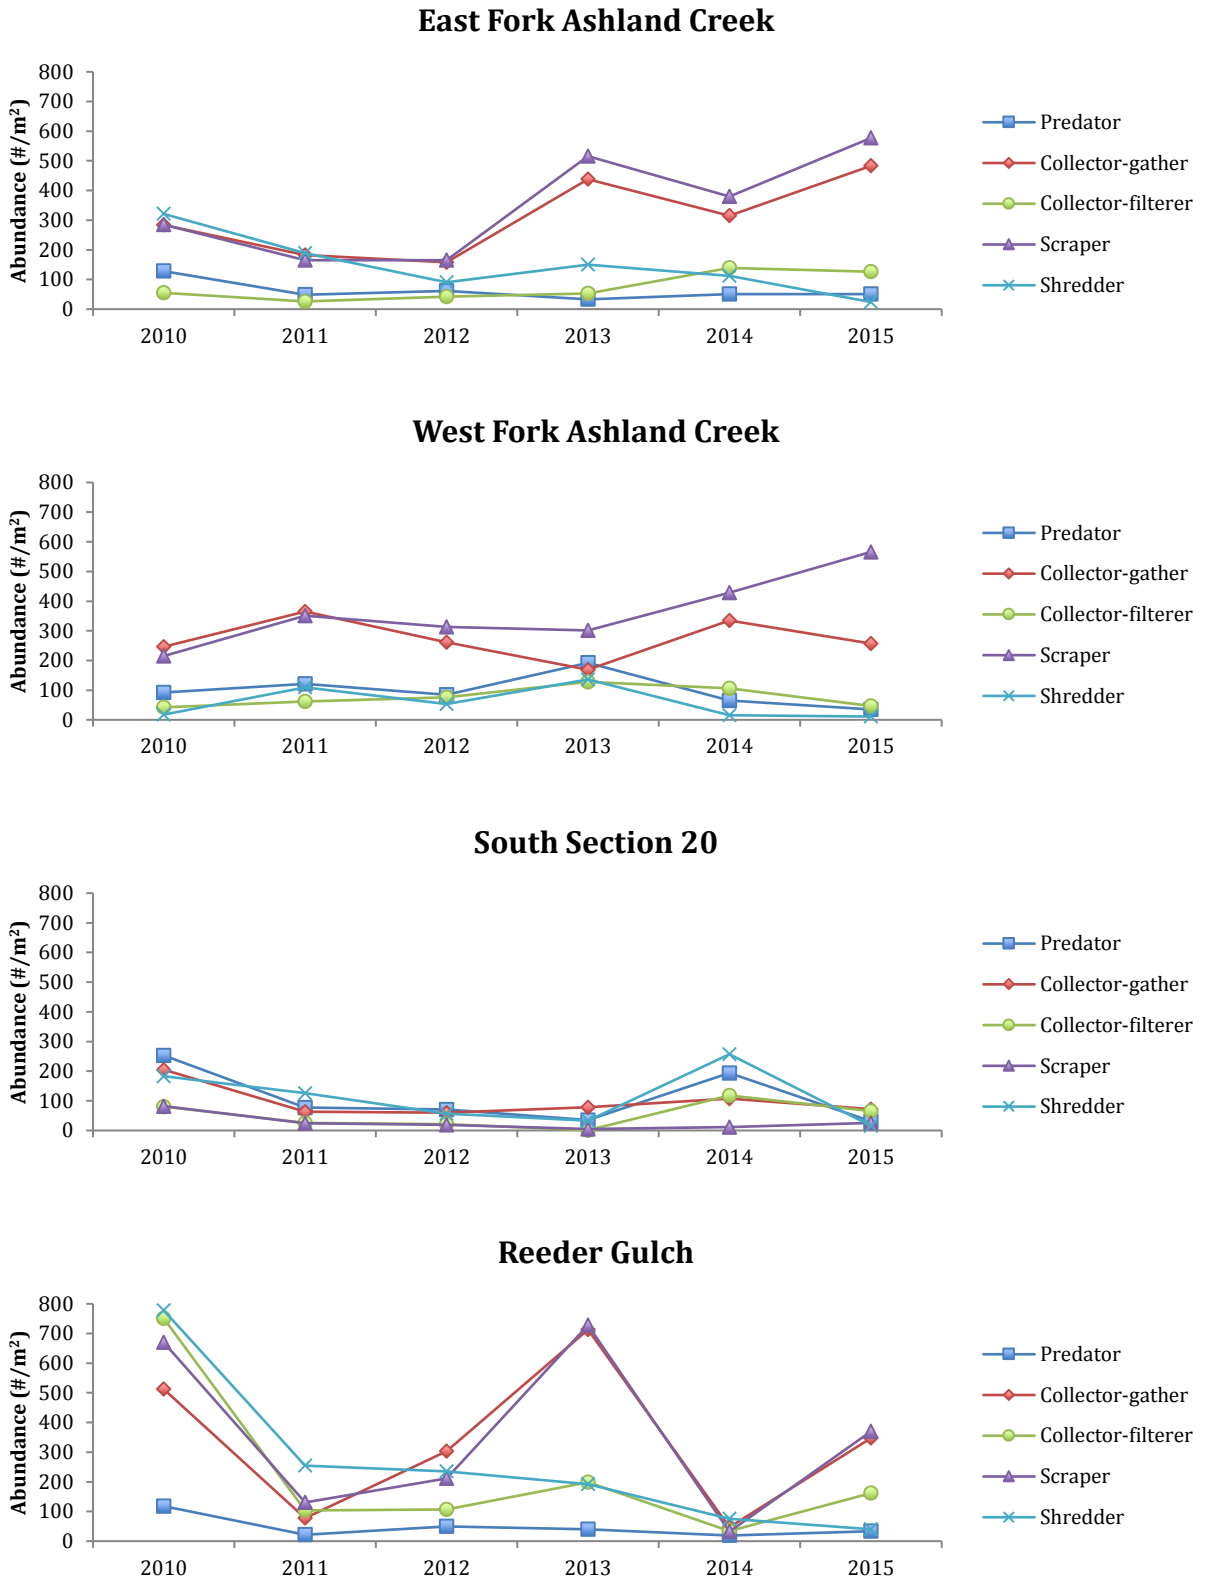 East Fork Ashland Creek
Abundance (#/m²)
800
700
600
500
400
300
200
100
0
2010 2011 2012 2013 2014 2015
Predator
Collector-gather
Collector-filterer
Scraper
Shredder
West Fork Ashland Creek
Abundance (#/m²)
800
700
600
500
400
300
200
100
0
2010 2011 2012 2013 2014 2015
Predator
Collector-gather
Collector-filterer
Scraper
Shredder
South Section 20
Abundance (#/m²)
800
700
600
500
400
300
200
100
0
2010 2011 2012 2013 2014 2015
Predator
Collector-gather
Collector-filterer
Scraper
Shredder
Reeder Gulch
Abundance (#/m²)
800
700
600
500
400
300
200
100
0
2010 2011 2012 2013 2014 2015
Predator
Collector-gather
Collector-filterer
Scraper
Shredder